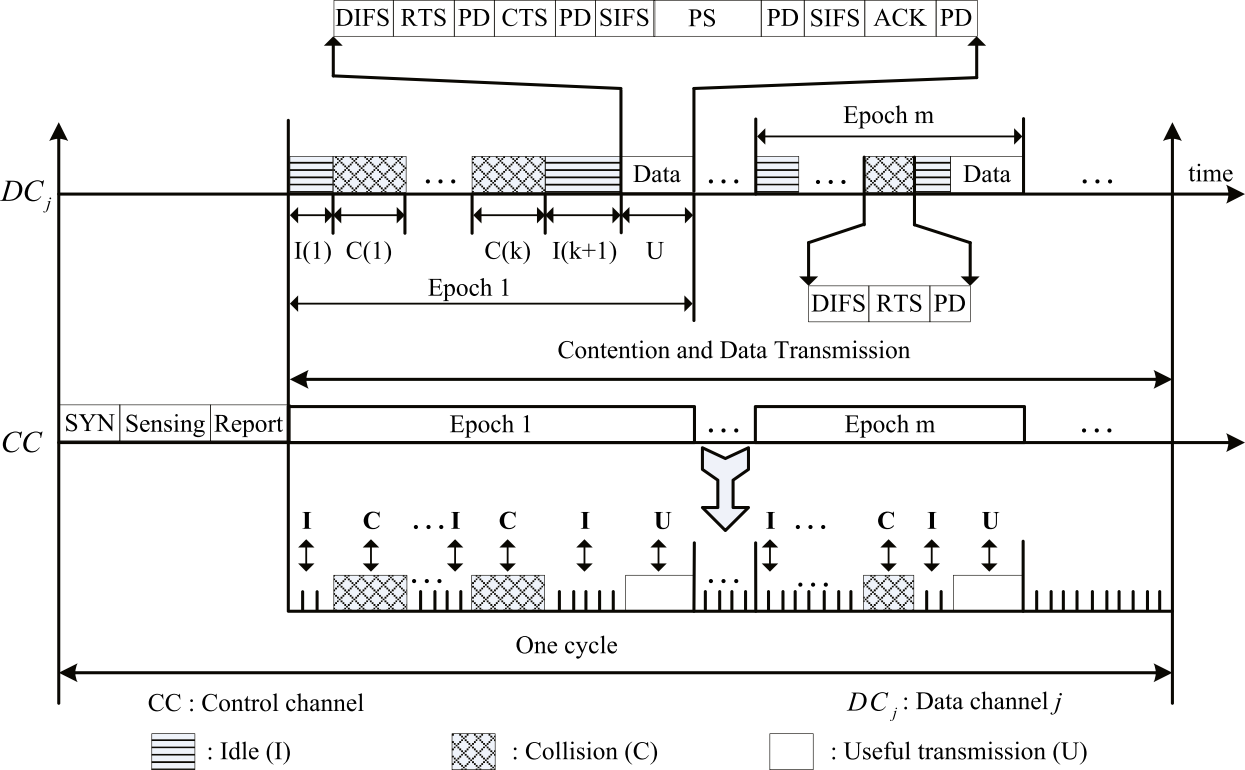 DIFS RTS PD CTS PD SIFS PS PD SIFS ACK PD
Epoch m
DCj Data ... Data ... time
I(1) C(1) C(k) I(k+1) U
Epoch 1
DIFS RTS PD
Contention and Data Transmission
SYN Sensing Report Epoch 1 ... Epoch m ...
CC
I C ... I C I U I ... C I U
One cycle
CC : Control channel
DCj : Data channel j
: Idle (I) : Collision (C) : Useful transmission (U)